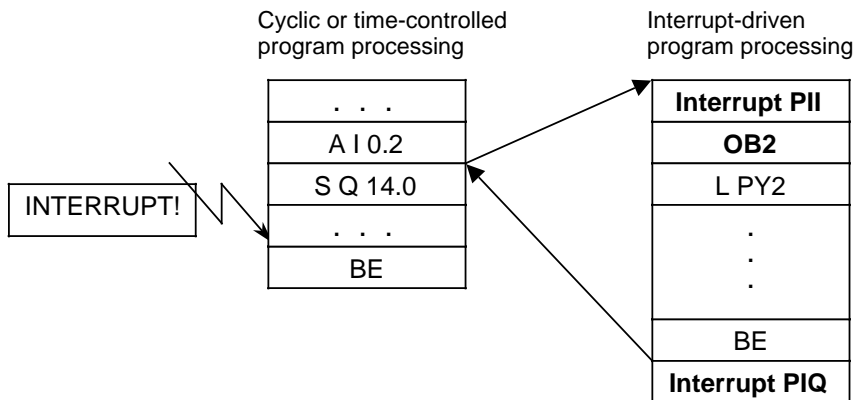 Cyclic or time-controlled
program processing
Interrupt-driven
program processing
INTERRUPT!
. . .
A I 0.2
S Q 14.0
. . .
BE
Interrupt PII
OB2
L PY2
.
.
.
BE
Interrupt PIQ